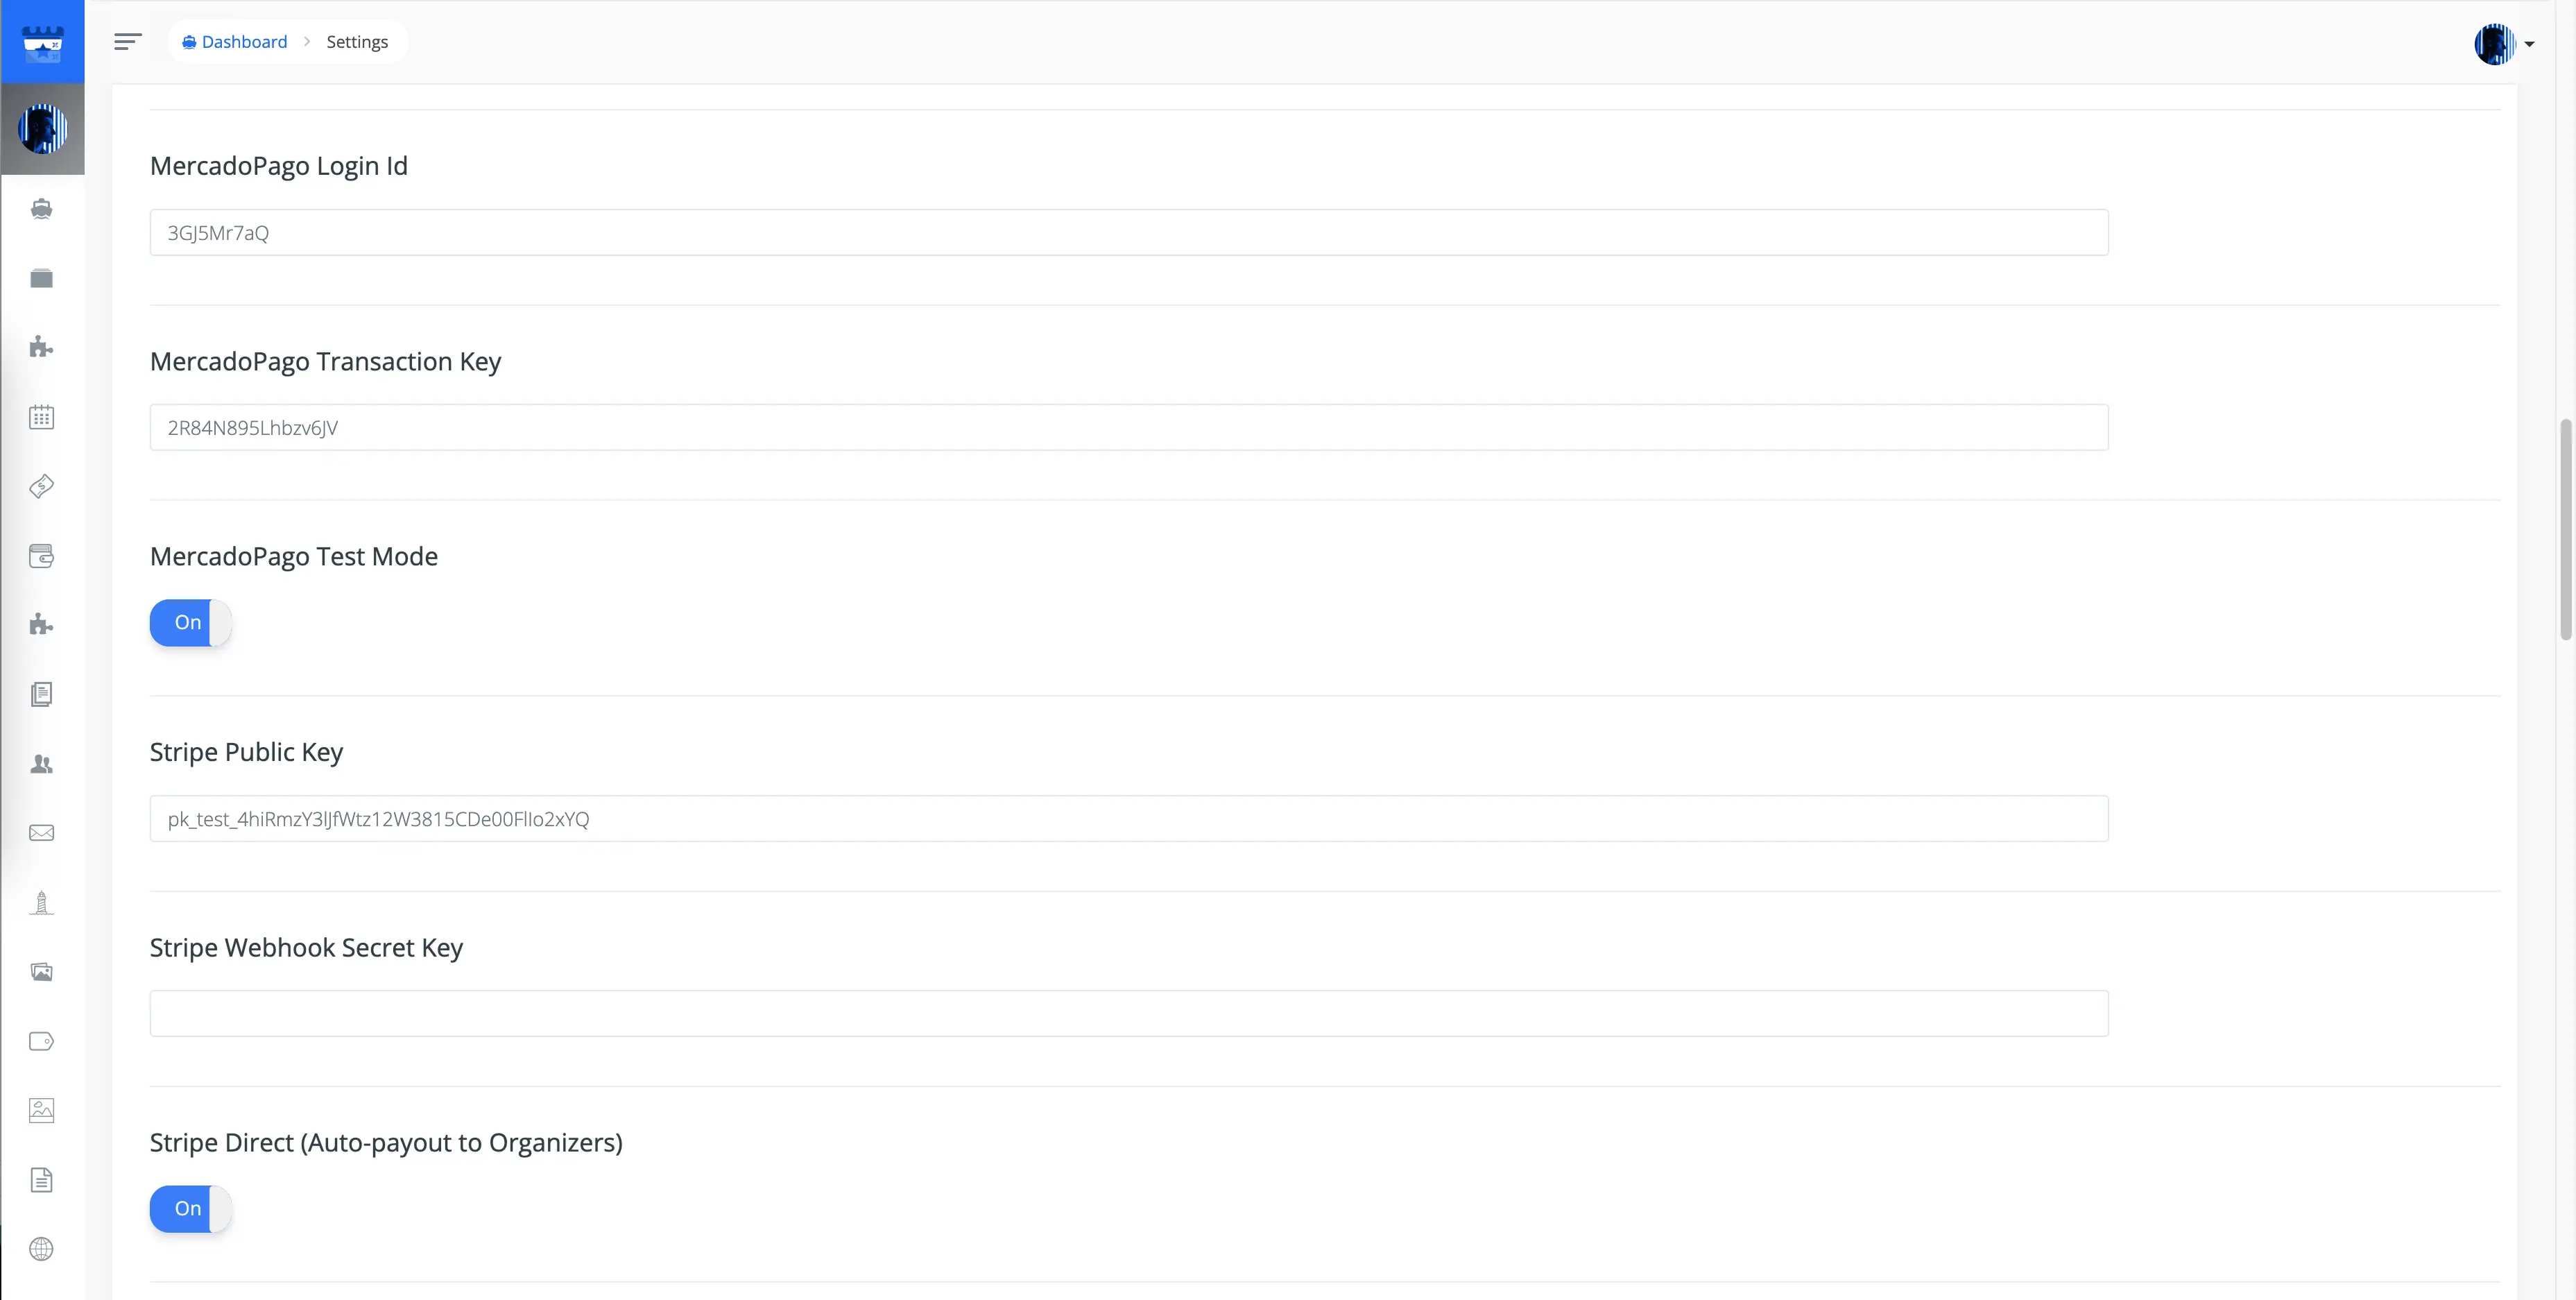 Dashboard > Settings
MercadoPago Login Id
3GJ5Mr7aQ
MercadoPago Transaction Key
2R84N895Lhbzv6JV
MercadoPago Test Mode
On
Stripe Public Key
pk_test_4hiRmzY3lJfWtz12W3815CDe00FlIo2xYQ
Stripe Webhook Secret Key
Stripe Direct (Auto-payout to Organizers)
On